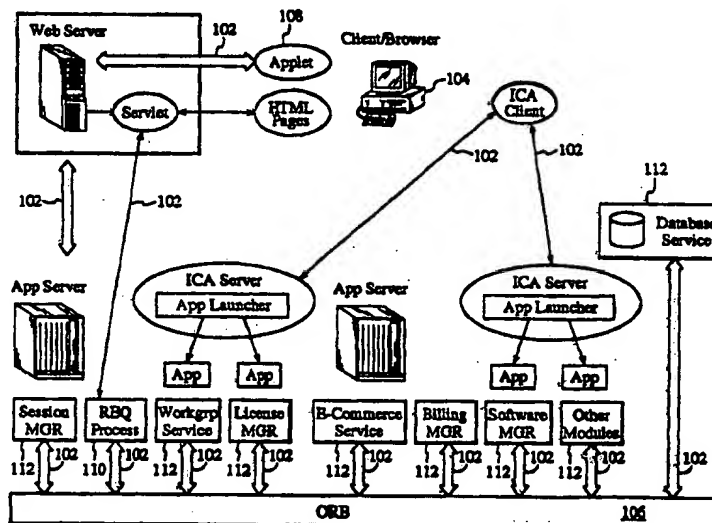 Web Server
102
108
Applet
Client/Browser
112
104
Servlet
HTML
Pages
ICA
Client
102
102
102
102
112
Database
Service
App Server
ICA Server
App Launcher
App Server
ICA Server
App Launcher
App
App
App
App
Session
MGR
RBQ
Process
Workgrp
Service
License
MGR
E-Commerce
Service
Billing
MGR
Software
MGR
Other
Modules
112
102
110
102
112
102
112
102
112
102
112
102
112
102
112
102
102
ORB
106